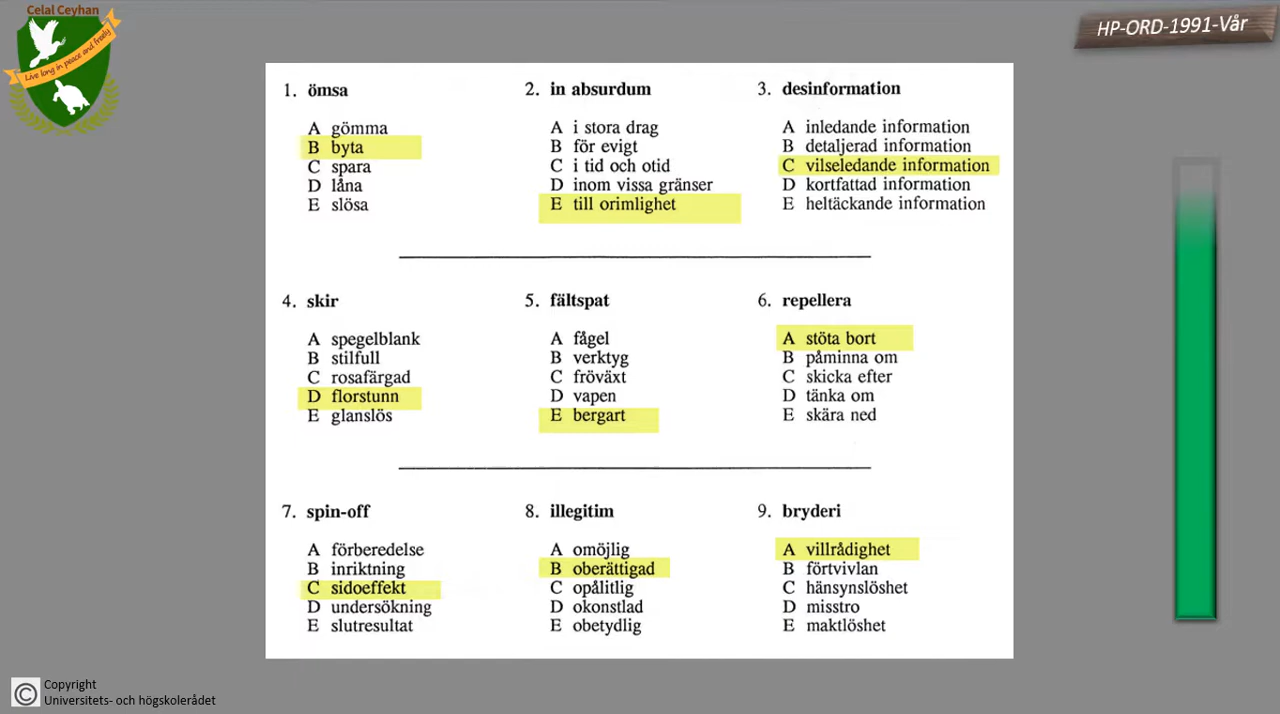 Celal Ceyhan
Live long in peace and freely
HP-ORD-1991-Vår
1. ömsa
A gömma
B byta
C spara
D låna
E slösa
2. in absurdum
A i stora drag
B för evigt
C i tid och otid
D inom vissa gränser
E till orimlighet
3. desinformation
A inledande information
B detaljerad information
C vilseledande information
D kortfattad information
E heltäckande information
4. skir
A spegelblank
B stilfull
C rosafärgad
D florstunn
E glanslös
5. fältspat
A fågel
B verktyg
C fröväxt
D vapen
E bergart
6. repellera
A stöta bort
B påminna om
C skicka efter
D tänka om
E skära ned
7. spin-off
A förberedelse
B inriktning
C sidoeffekt
D undersökning
E slutresultat
8. illegitim
A omöjlig
B oberättigad
C opålitlig
D okonstlad
E obetydlig
9. bryderi
A villrådighet
B förtvivlan
C hänsynslöshet
D misstro
E maktlöshet
© Copyright
Universitets- och högskolerådet